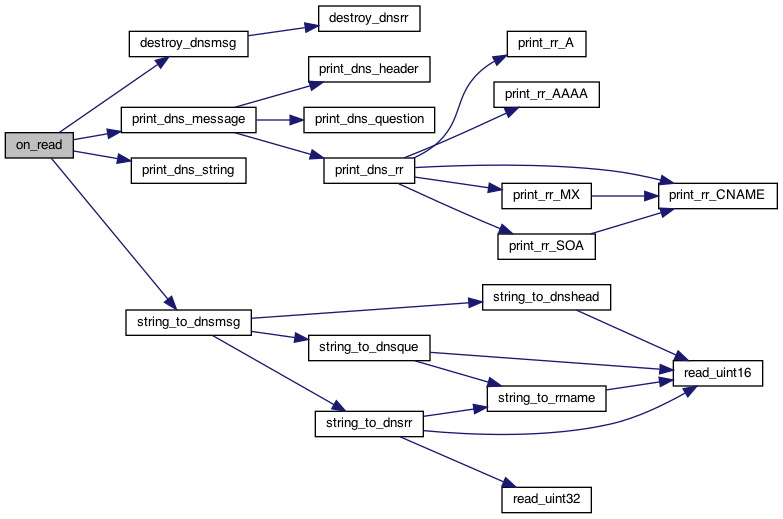 on_read
destroy_dnsmsg
destroy_dnsrr
print_dns_message
print_dns_header
print_dns_question
print_dns_rr
print_rr_A
print_rr_AAAA
print_rr_CNAME
print_rr_MX
print_rr_SOA
print_dns_string
string_to_dnsmsg
string_to_dnshead
read_uint16
string_to_dnsque
string_to_rrname
string_to_dnsrr
read_uint32